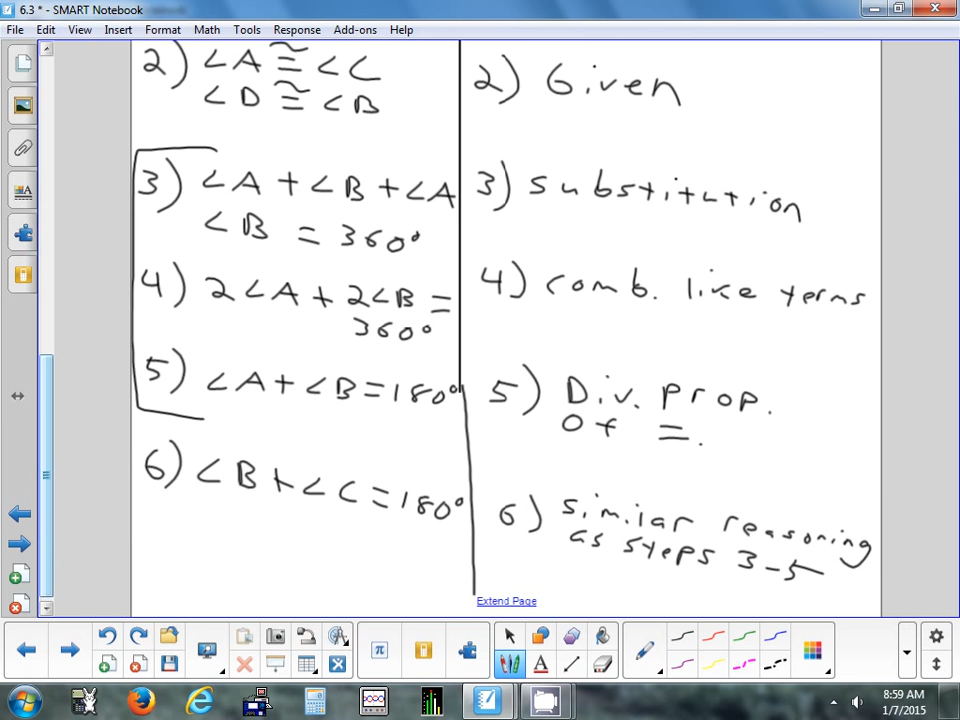 6.3 * - SMART Notebook
File Edit View Insert Format Math Tools Response Add-ons Help
2) ∠A ≅ ∠C
∠D ≅ ∠B
2) Given
3) ∠A + ∠B + ∠A
∠B = 360°
3) substitution
4) 2∠A + 2∠B =
360°
4) comb. like terms
5) ∠A + ∠B = 180°
5) Div. prop.
of =.
6) ∠B + ∠C = 180°
6) similar reasoning
as steps 3-5
Extend Page
8:59 AM
1/7/2015